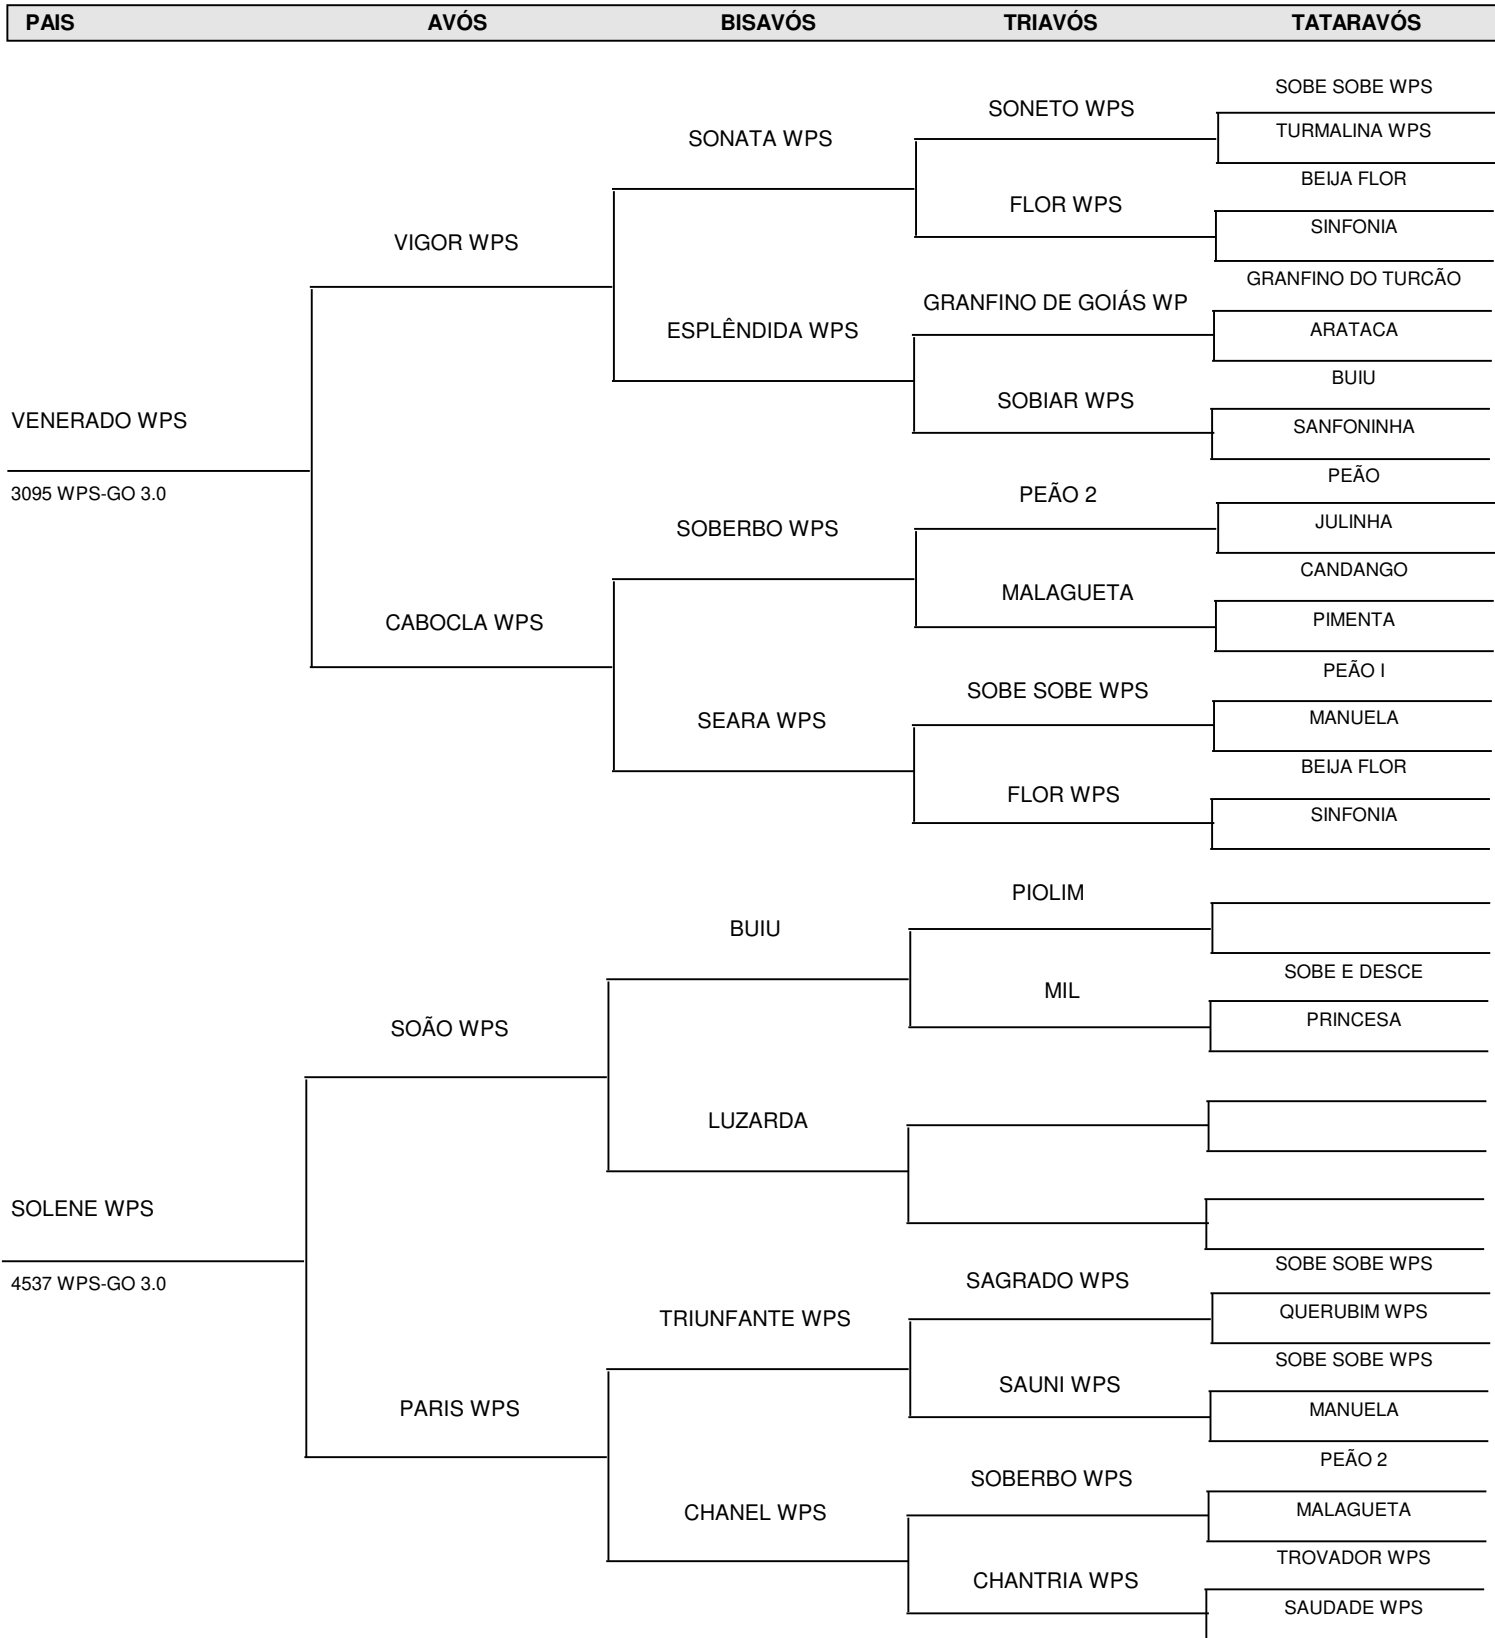 PAIS AVÓS BISAVÓS TRIAVÓS TATARAVÓS
SOBE SOBE WPS
SONETO WPS
TURMALINA WPS
SONATA WPS
BEIJA FLOR
FLOR WPS
SINFONIA
VIGOR WPS
GRANFINO DO TURCÃO
GRANFINO DE GOIÁS WP
ESPLÊNDIDA WPS
ARATACA
BUIU
SOBIAR WPS
VENERADO WPS
SANFONINHA
PEÃO
3095 WPS-GO 3.0
PEÃO 2
JULINHA
SOBERBO WPS
CANDANGO
MALAGUETA
PIMENTA
CABOCLA WPS
PEÃO I
SOBE SOBE WPS
MANUELA
SEARA WPS
BEIJA FLOR
FLOR WPS
SINFONIA
PIOLIM
BUIU
SOBE E DESCE
MIL
PRINCESA
SOÃO WPS
LUZARDA
SOLENE WPS
SOBE SOBE WPS
4537 WPS-GO 3.0
SAGRADO WPS
QUERUBIM WPS
TRIUNFANTE WPS
SOBE SOBE WPS
SAUNI WPS
PARIS WPS
MANUELA
PEÃO 2
SOBERBO WPS
CHANEL WPS
MALAGUETA
TROVADOR WPS
CHANTRIA WPS
SAUDADE WPS